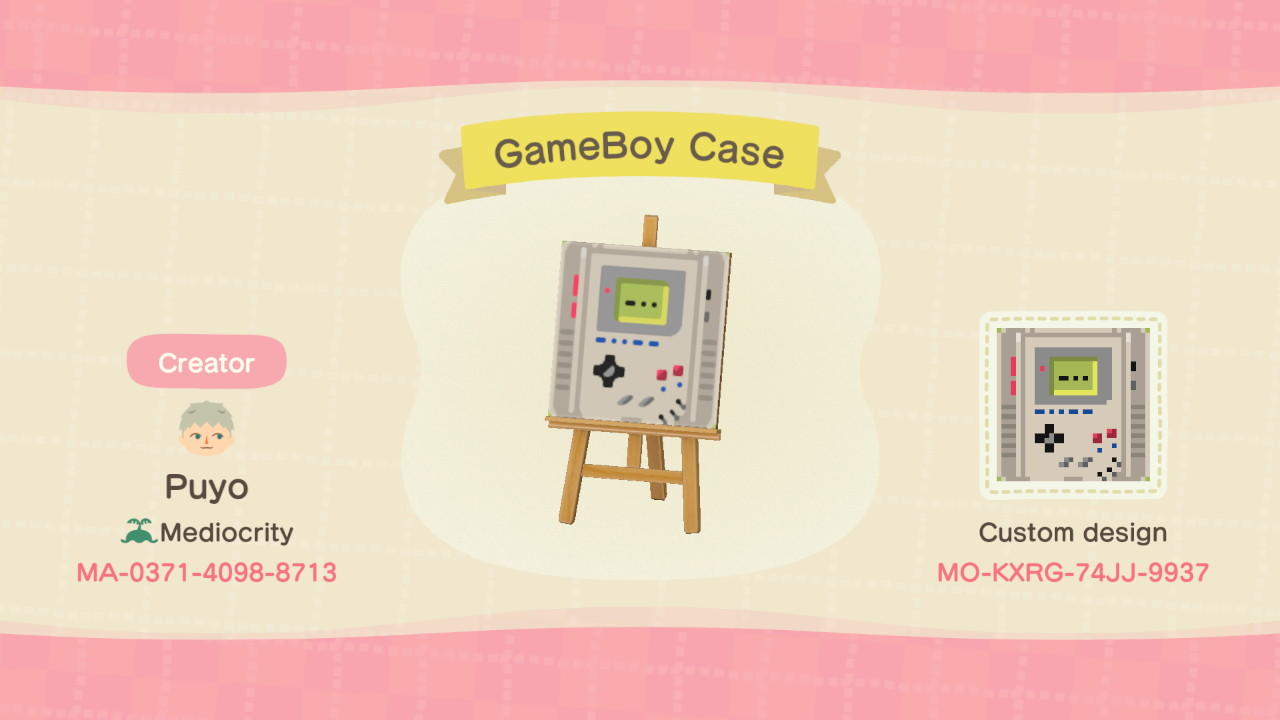 GameBoy Case
Creator
Puyo
Mediocrity
MA-0371-4098-8713
Custom design
MO-KXRG-74JJ-9937